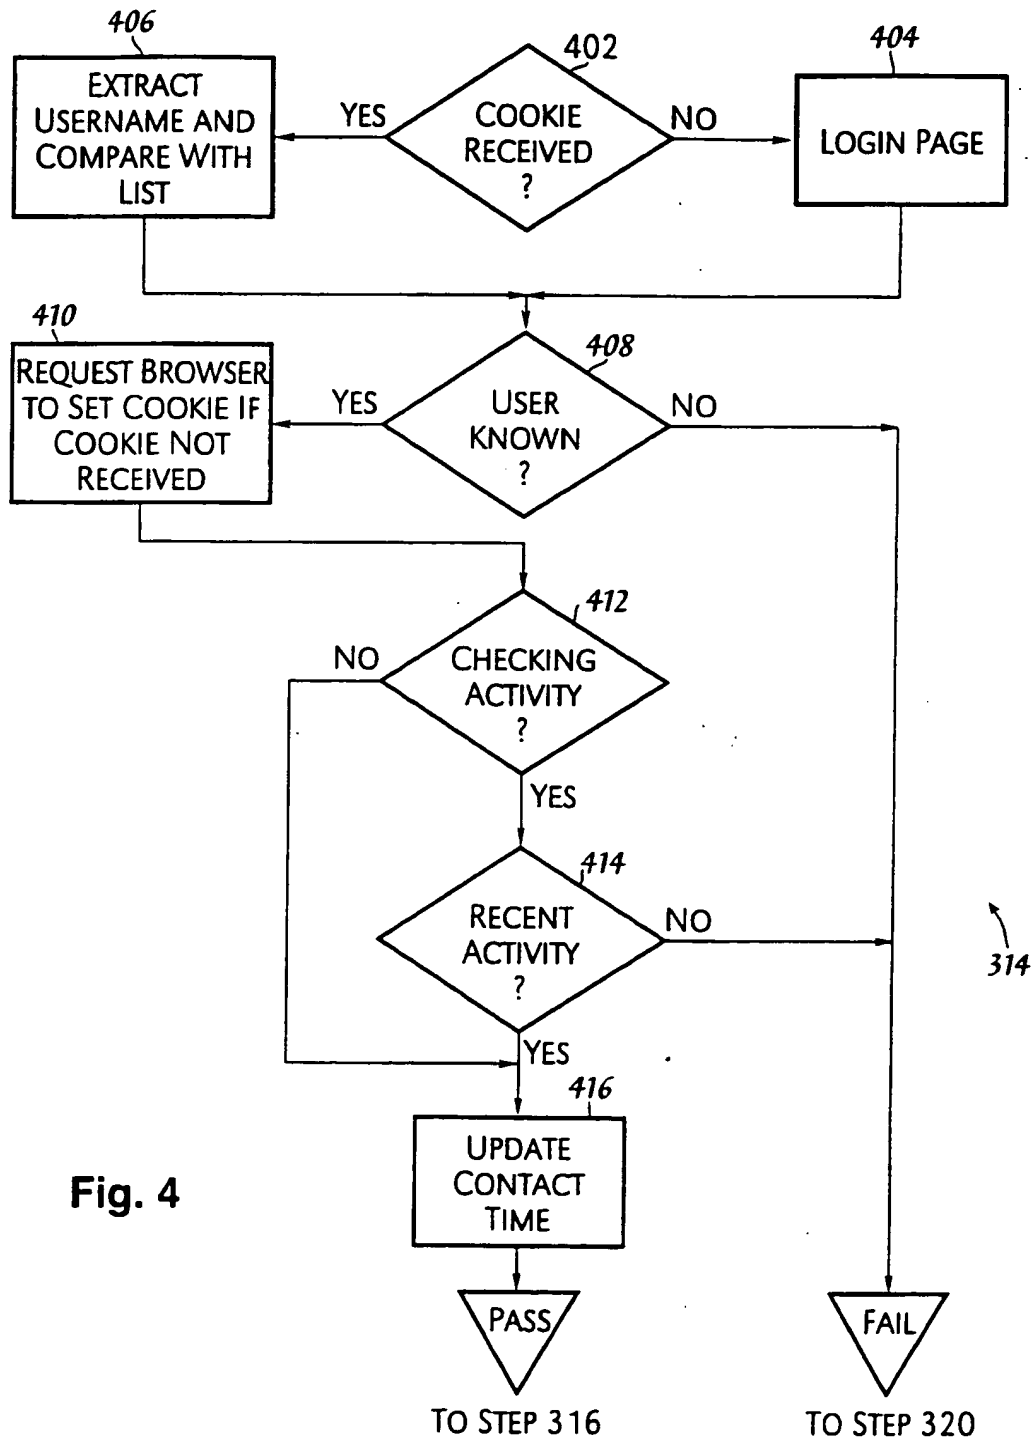 406
EXTRACT
USERNAME AND
COMPARE WITH
LIST
YES
402
COOKIE
RECEIVED
?
NO
404
LOGIN PAGE
410
REQUEST BROWSER
TO SET COOKIE IF
COOKIE NOT
RECEIVED
YES
408
USER
KNOWN
?
NO
412
NO
CHECKING
ACTIVITY
?
YES
414
RECENT
ACTIVITY
?
NO
314
YES
416
UPDATE
CONTACT
TIME
Fig. 4
PASS
FAIL
TO STEP 316
TO STEP 320